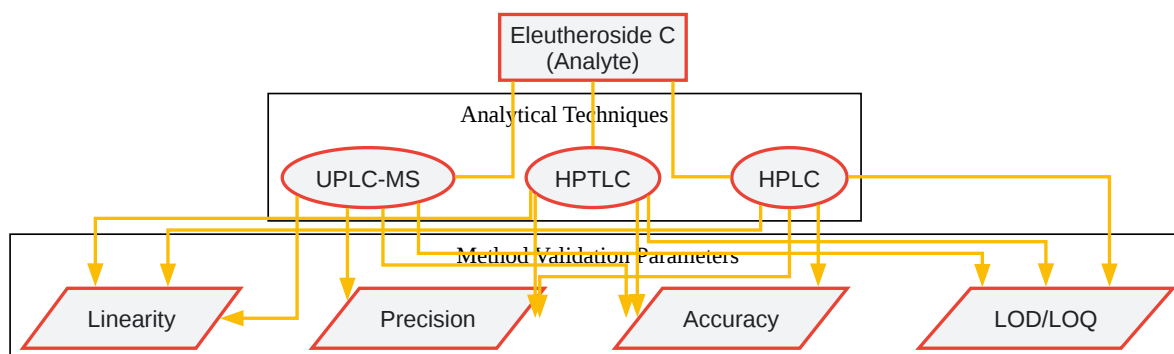 Eleutheroside C
(Analyte)
Analytical Techniques
UPLC-MS
HPTLC
HPLC
Method Validation Parameters
Linearity
Precision
Accuracy
LOD/LOQ